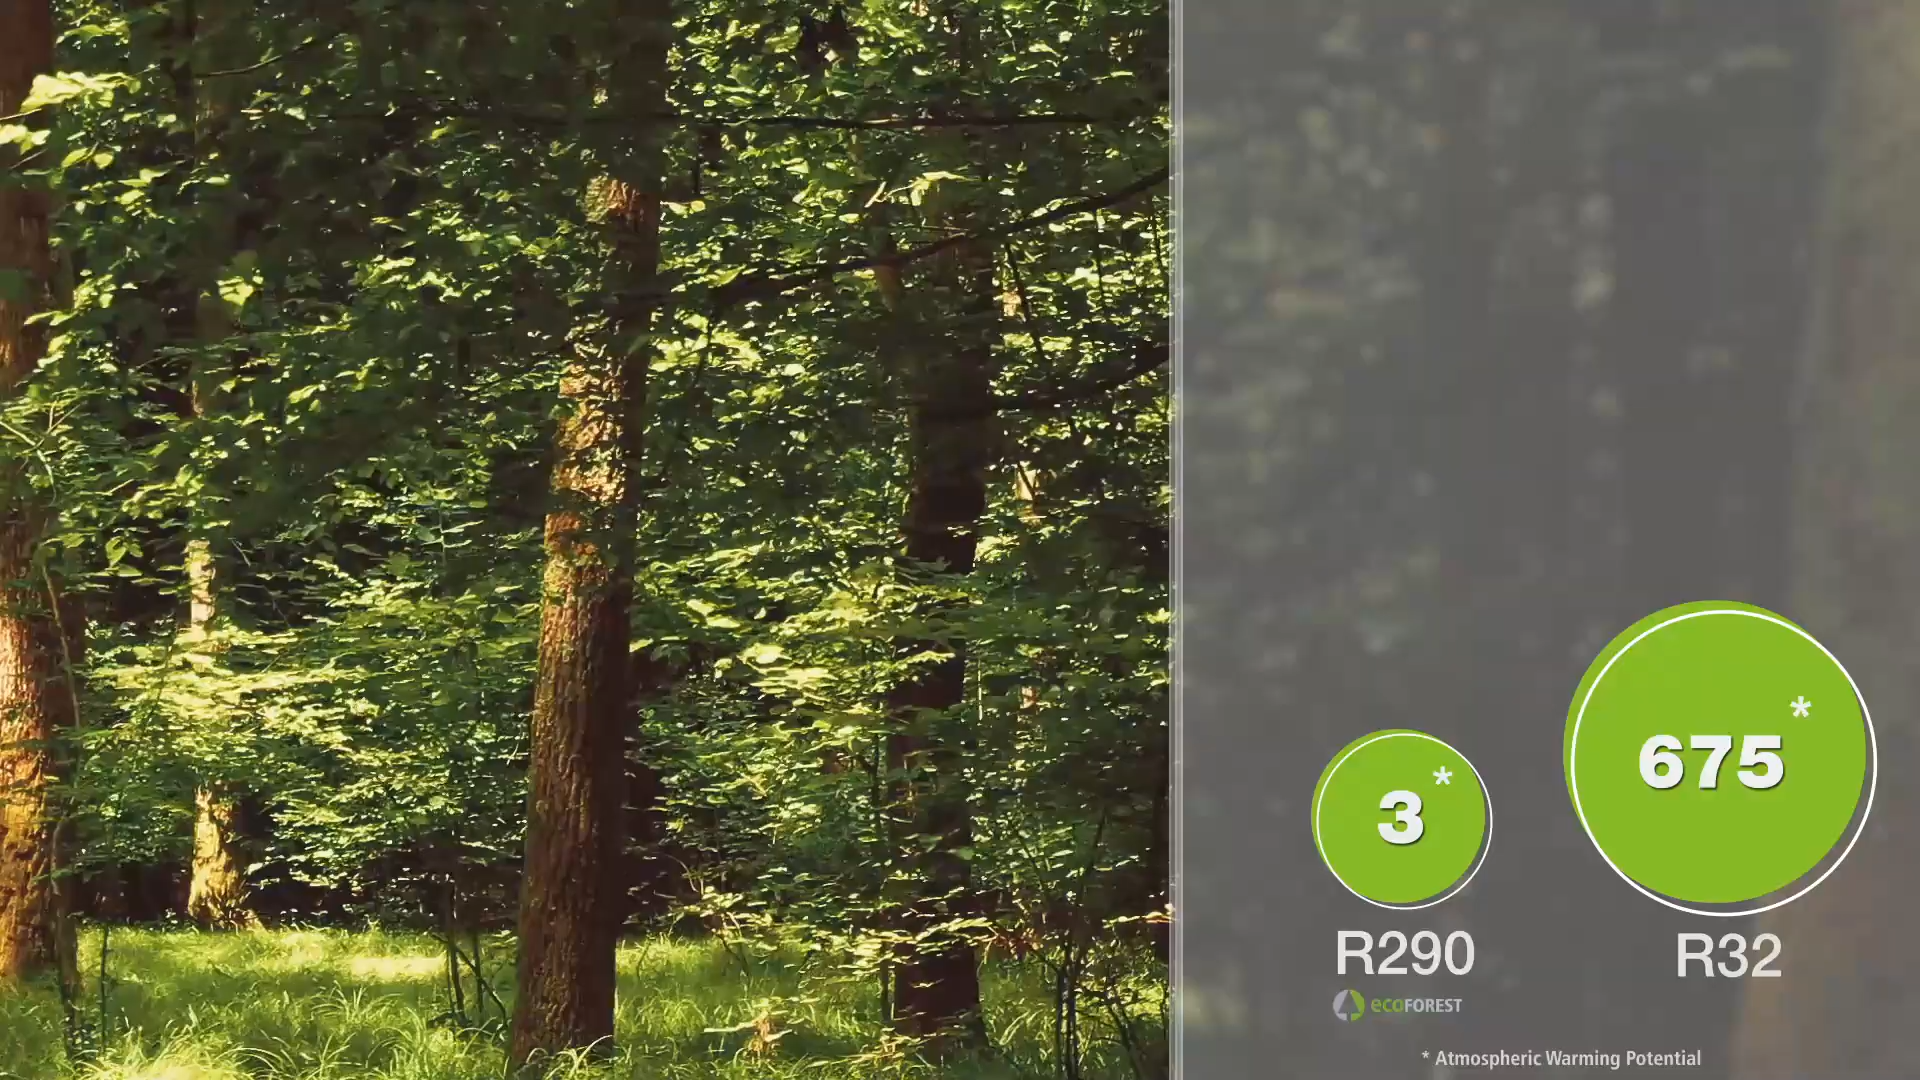 3*
675*
R290
R32
ecoFOREST
* Atmospheric Warming Potential